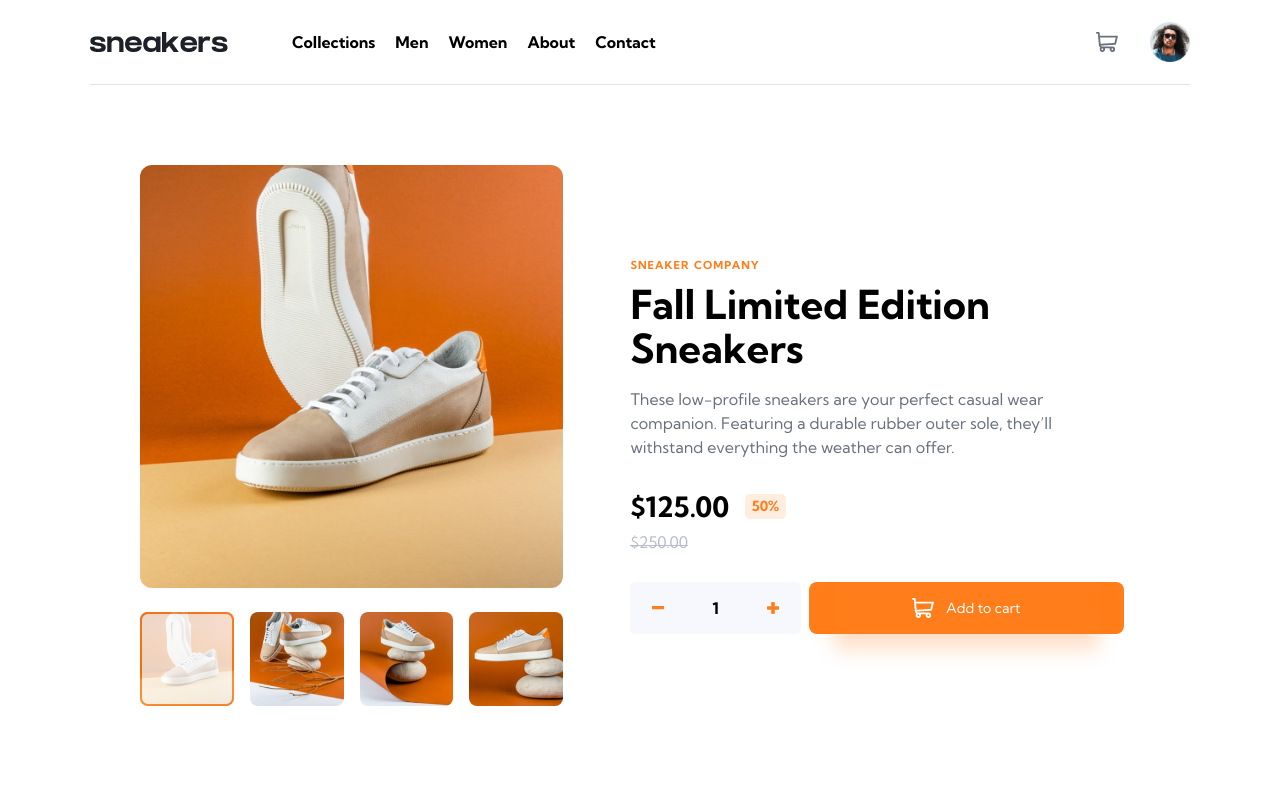 sneakers
Collections Men Women About Contact
SNEAKER COMPANY
Fall Limited Edition
Sneakers
These low-profile sneakers are your perfect casual wear
companion. Featuring a durable rubber outer sole, they’ll
withstand everything the weather can offer.
$125.00 50%
$250.00
1 Add to cart